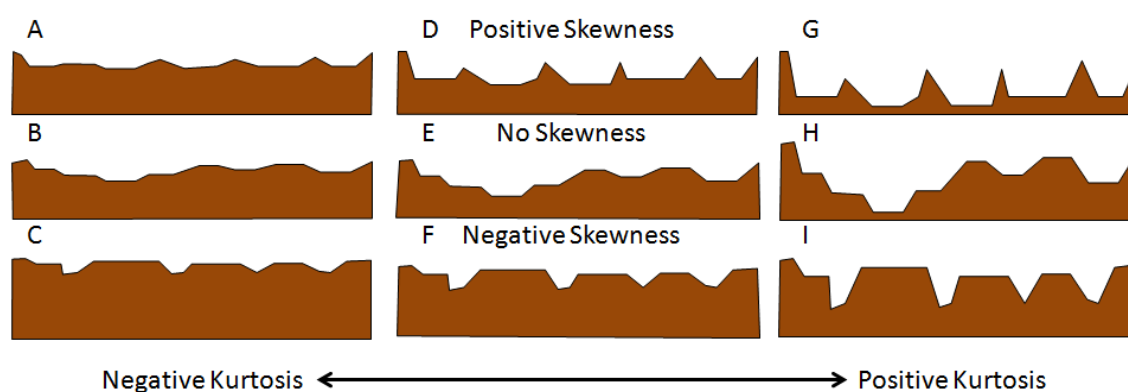 A
D Positive Skewness
G
B
E No Skewness
H
C
F Negative Skewness
I
Negative Kurtosis
Positive Kurtosis